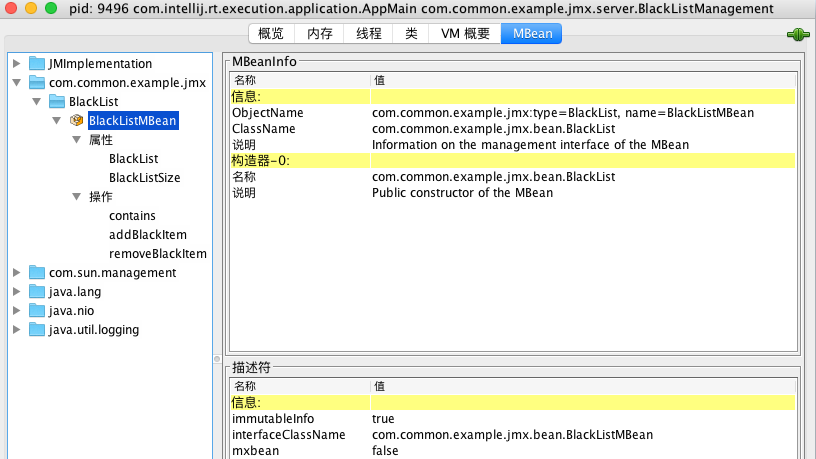 pid: 9496 com.intellij.rt.execution.application.AppMain com.common.example.jmx.server.BlackListManagement
概览 内存 线程 类 VM 概要 MBean
JMImplementation
com.common.example.jmx
BlackList
BlackListMBean
属性
BlackList
BlackListSize
操作
contains
addBlackItem
removeBlackItem
com.sun.management
java.lang
java.nio
java.util.logging
MBeanInfo
名称 值
信息:
ObjectName com.common.example.jmx:type=BlackList, name=BlackListMBean
ClassName com.common.example.jmx.bean.BlackList
说明 Information on the management interface of the MBean
构造器-0:
名称 com.common.example.jmx.bean.BlackList
说明 Public constructor of the MBean
描述符
名称 值
信息:
immutableInfo true
interfaceClassName com.common.example.jmx.bean.BlackListMBean
mxbean false